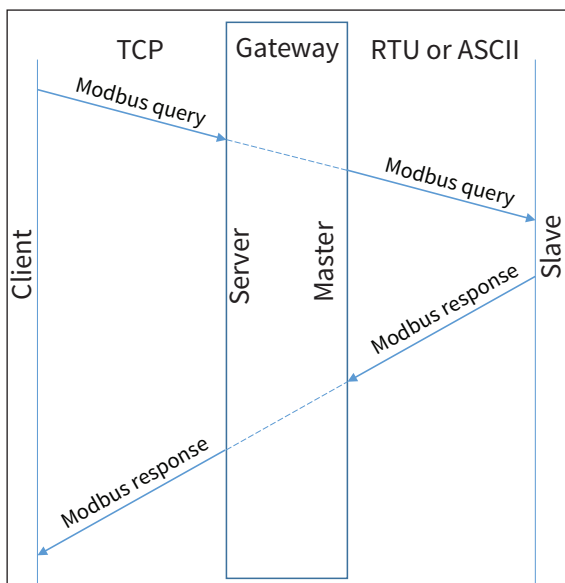 TCP
Gateway
RTU or ASCII
Modbus query
Modbus query
Client
Server
Master
Slave
Modbus response
Modbus response